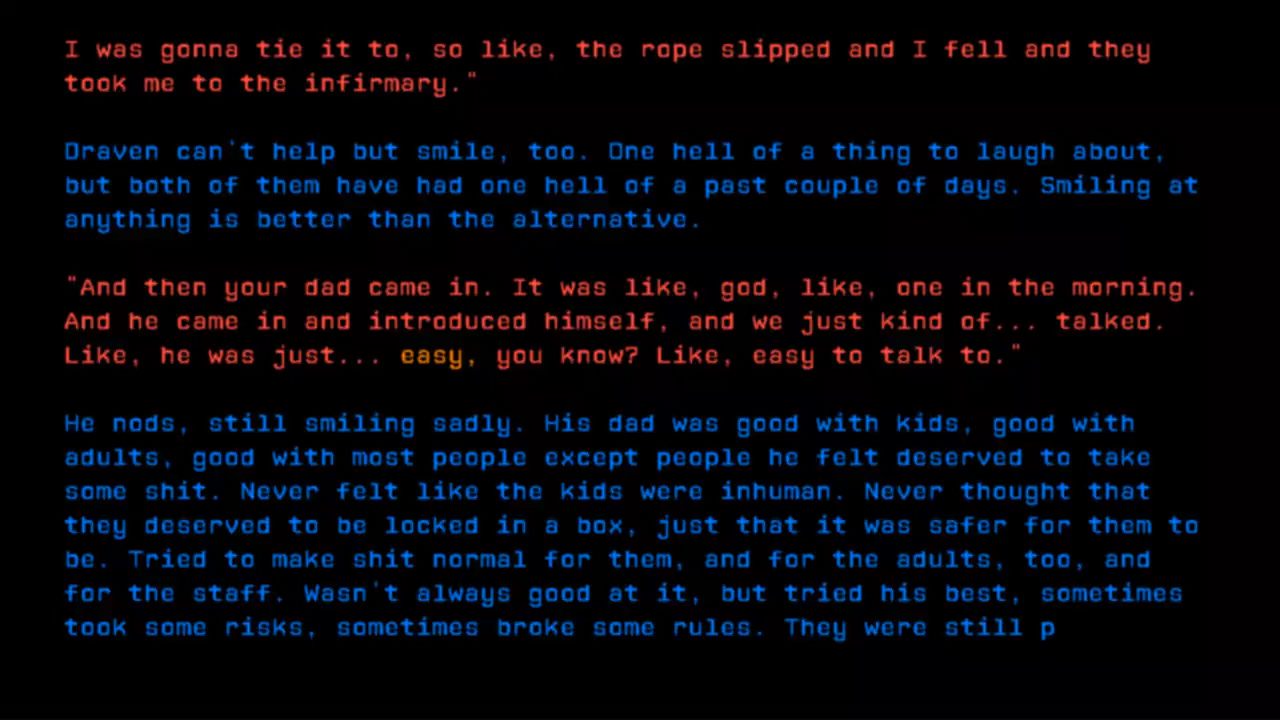 I was gonna tie it to, so like, the rope slipped and I fell and they
took me to the infirmary."
Draven can't help but smile, too. One hell of a thing to laugh about,
but both of them have had one hell of a past couple of days. Smiling at
anything is better than the alternative.
"And then your dad came in. It was like, god, like, one in the morning.
And he came in and introduced himself, and we just kind of... talked.
Like, he was just... easy, you know? Like, easy to talk to."
He nods, still smiling sadly. His dad was good with kids, good with
adults, good with most people except people he felt deserved to take
some shit. Never felt like the kids were inhuman. Never thought that
they deserved to be locked in a box, just that it was safer for them to
be. Tried to make shit normal for them, and for the adults, too, and
for the staff. Wasn't always good at it, but tried his best, sometimes
took some risks, sometimes broke some rules. They were still p